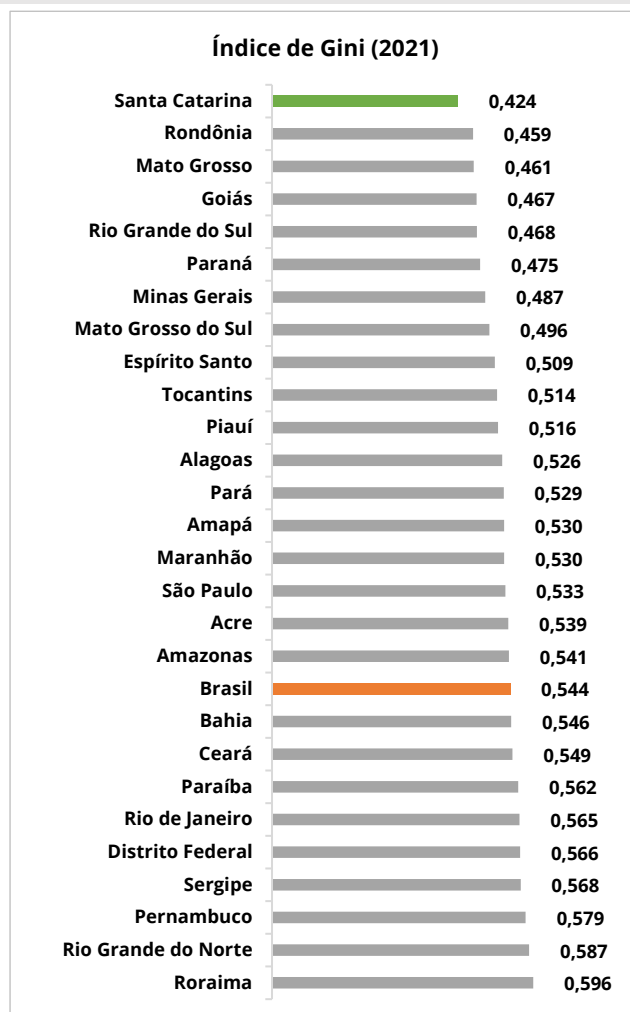 Índice de Gini (2021)
Santa Catarina 0,424
Rondônia 0,459
Mato Grosso 0,461
Goiás 0,467
Rio Grande do Sul 0,468
Paraná 0,475
Minas Gerais 0,487
Mato Grosso do Sul 0,496
Espírito Santo 0,509
Tocantins 0,514
Piauí 0,516
Alagoas 0,526
Pará 0,529
Amapá 0,530
Maranhão 0,530
São Paulo 0,533
Acre 0,539
Amazonas 0,541
Brasil 0,544
Bahia 0,546
Ceará 0,549
Paraíba 0,562
Rio de Janeiro 0,565
Distrito Federal 0,566
Sergipe 0,568
Pernambuco 0,579
Rio Grande do Norte 0,587
Roraima 0,596